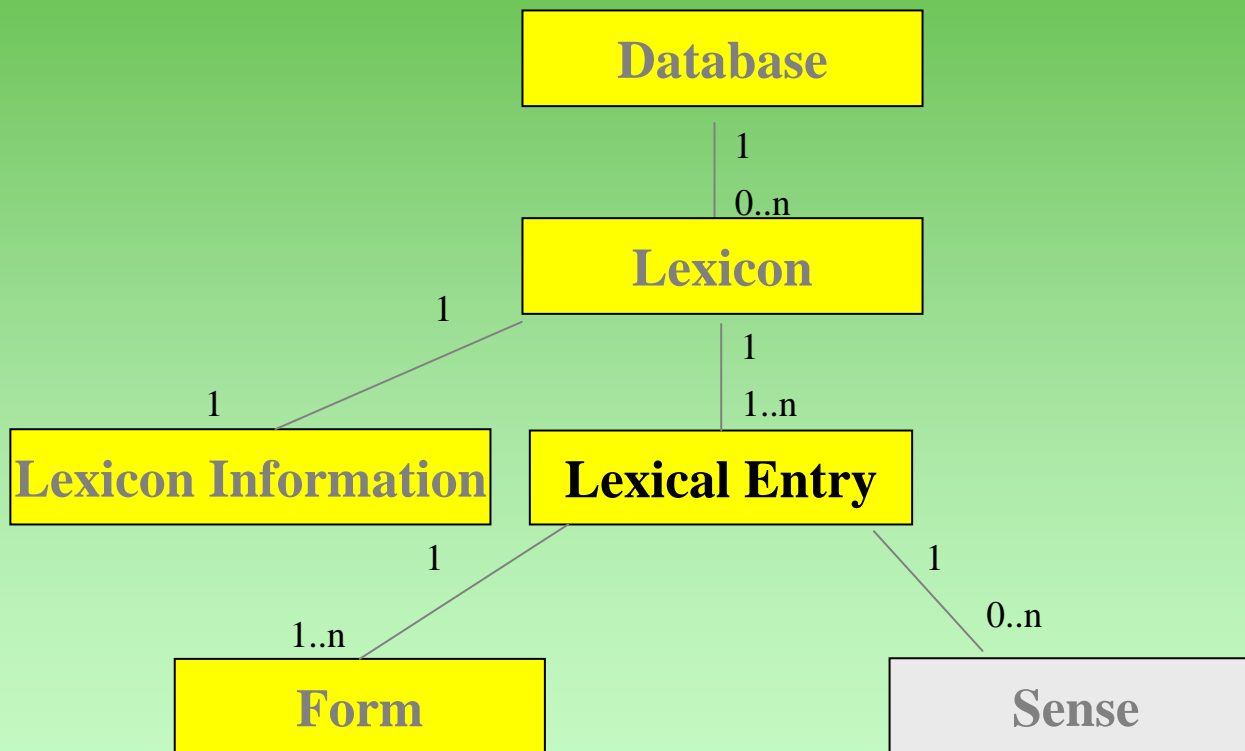 Database
1
0..n
Lexicon
1
1
1
1..n
Lexicon Information
Lexical Entry
1
1
0..n
1..n
Form
Sense